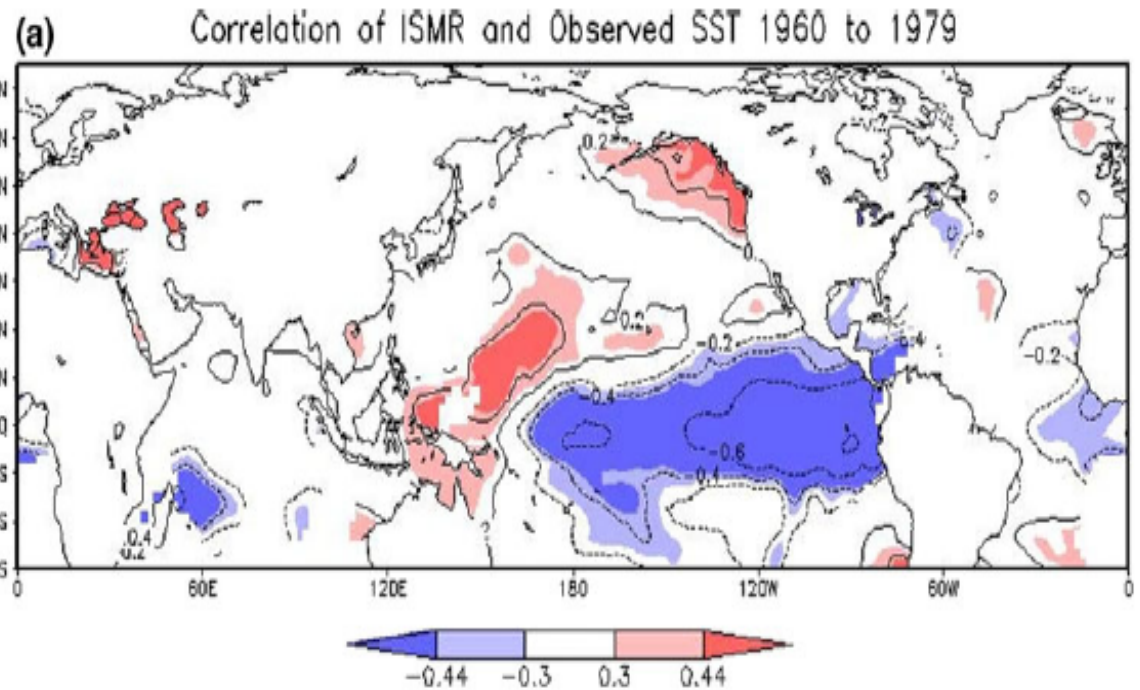 (a) Correlation of ISMR and Observed SST 1960 to 1979
N
N
0.2
N
N
0.
N
0.2
-0.2
0.4
-0.2
N
-0.4
0
-0.6
-0.4
S
0.4
0.2
S
S
0 60E 120E 180 120W 60W 0
-0.44 -0.3 0.3 0.44